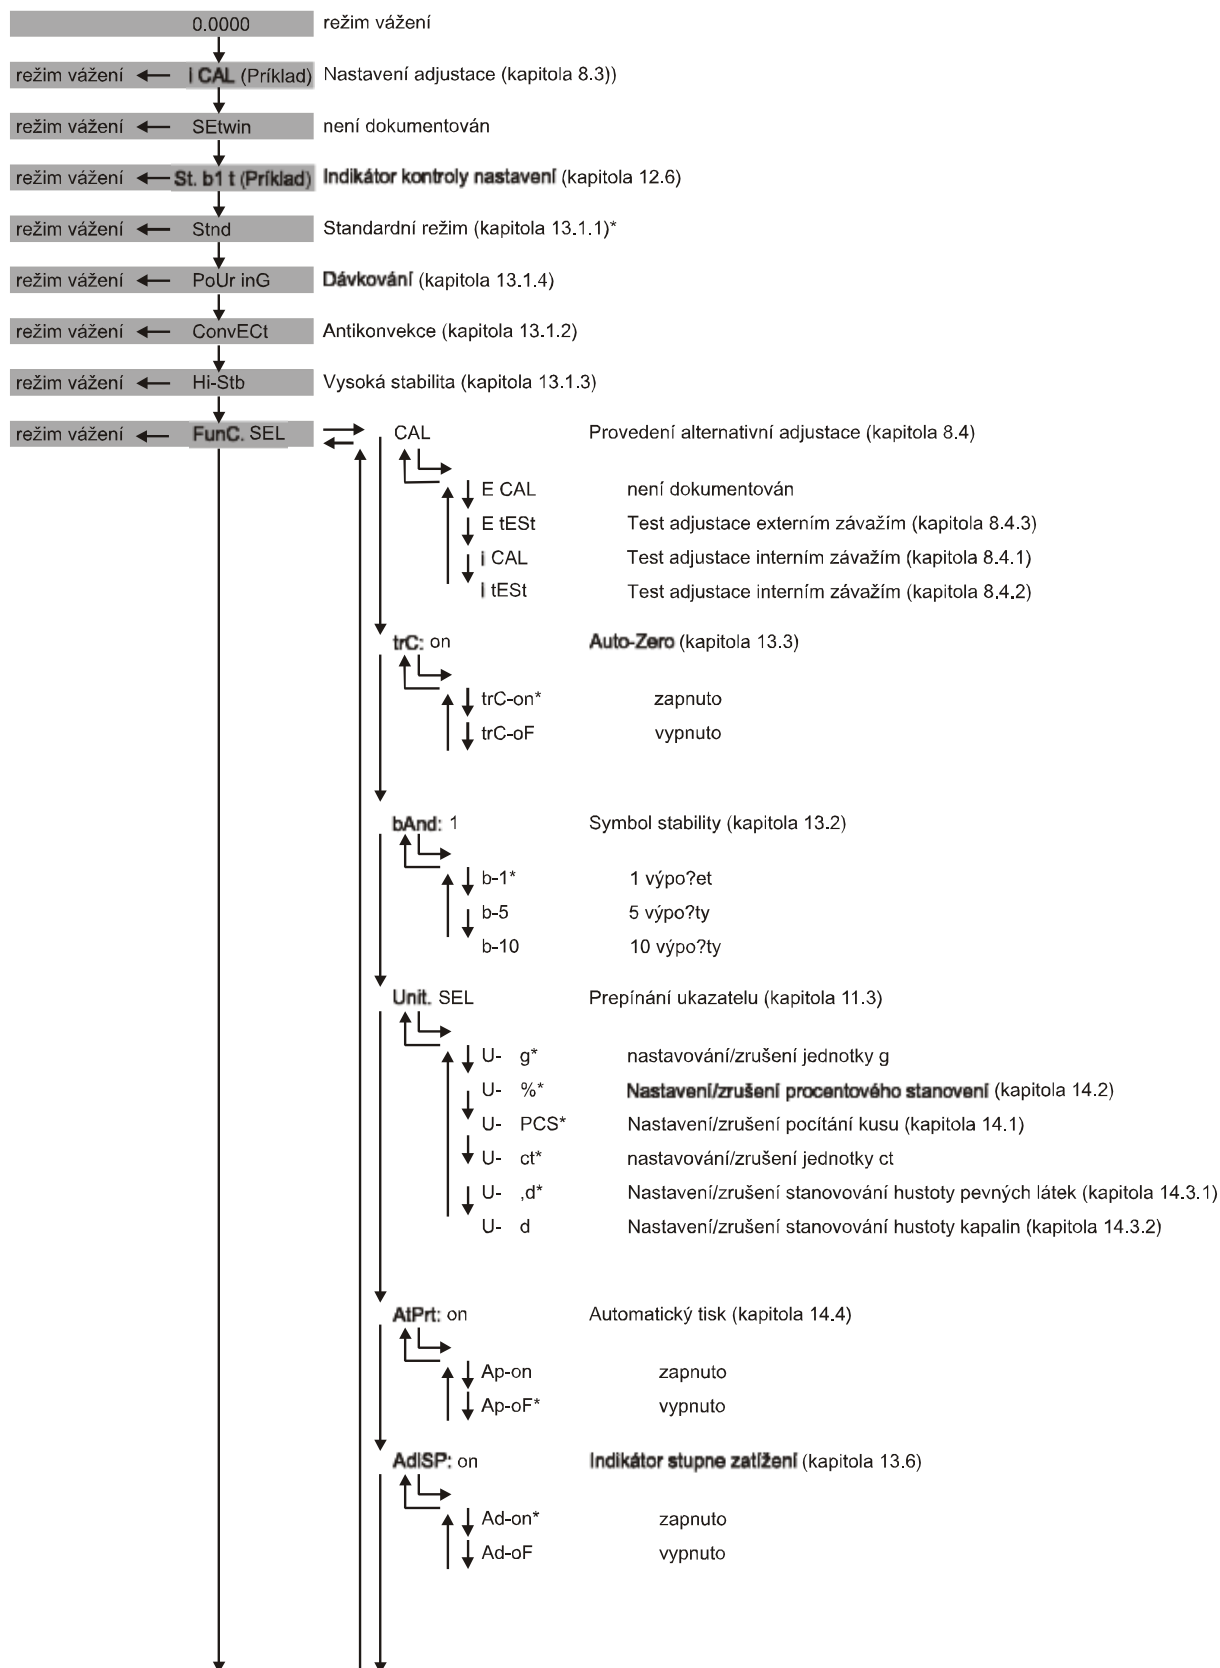 0.0000 režim vážení
režim vážení i CAL (Príklad) Nastavení adjustace (kapitola 8.3))
režim vážení SEtwin není dokumentován
režim vážení St. b1 t (Príklad) Indikátor kontroly nastavení (kapitola 12.6)
režim vážení Stnd Standardní režim (kapitola 13.1.1)*
režim vážení PoUr inG Dávkování (kapitola 13.1.4)
režim vážení ConvECt Antikonvekce (kapitola 13.1.2)
režim vážení Hi-Stb Vysoká stabilita (kapitola 13.1.3)
režim vážení FunC. SEL CAL Provedení alternativní adjustace (kapitola 8.4)
E CAL není dokumentován
E tESt Test adjustace externím závažím (kapitola 8.4.3)
i CAL Test adjustace interním závažím (kapitola 8.4.1)
I tESt Test adjustace interním závažím (kapitola 8.4.2)
trC: on Auto-Zero (kapitola 13.3)
trC-on* zapnuto
trC-oF vypnuto
bAnd: 1 Symbol stability (kapitola 13.2)
b-1* 1 výpo?et
b-5 5 výpo?ty
b-10 10 výpo?ty
Unit. SEL Prepínání ukazatelu (kapitola 11.3)
U- g* nastavování/zrušení jednotky g
U- %* Nastavení/zrušení procentového stanovení (kapitola 14.2)
U- PCS* Nastavení/zrušení pocítání kusu (kapitola 14.1)
U- ct* nastavování/zrušení jednotky ct
U- ,d* Nastavení/zrušení stanovování hustoty pevných látek (kapitola 14.3.1)
U- d Nastavení/zrušení stanovování hustoty kapalin (kapitola 14.3.2)
AtPrt: on Automatický tisk (kapitola 14.4)
Ap-on zapnuto
Ap-oF* vypnuto
AdISP: on Indikátor stupne zatížení (kapitola 13.6)
Ad-on* zapnuto
Ad-oF vypnuto